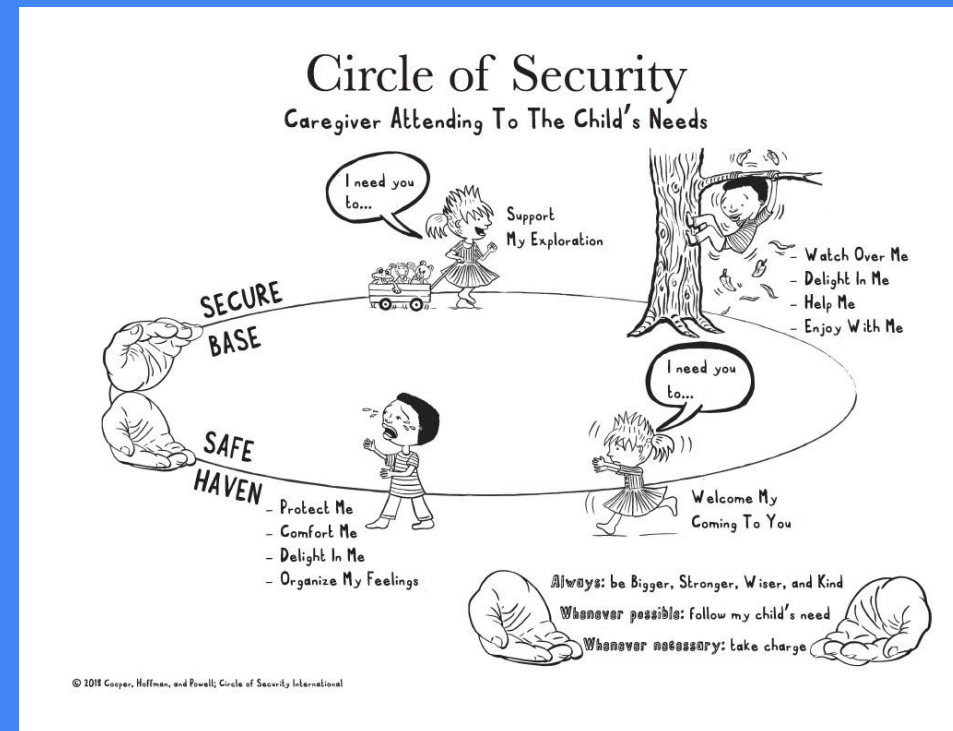 Circle of Security
Caregiver Attending To The Child's Needs
I need you
to...
Support
My Exploration
- Watch Over Me
- Delight In Me
- Help Me
- Enjoy With Me
SECURE
BASE
I need you
to...
SAFE
HAVEN
- Protect Me
- Comfort Me
- Delight In Me
- Organize My Feelings
Welcome My
Coming To You
Always: be Bigger, Stronger, Wiser, and Kind
Whenever possible: follow my child's need
Whenever necessary: take charge
© 2018 Cooper, Hoffman, and Powell; Circle of Security International